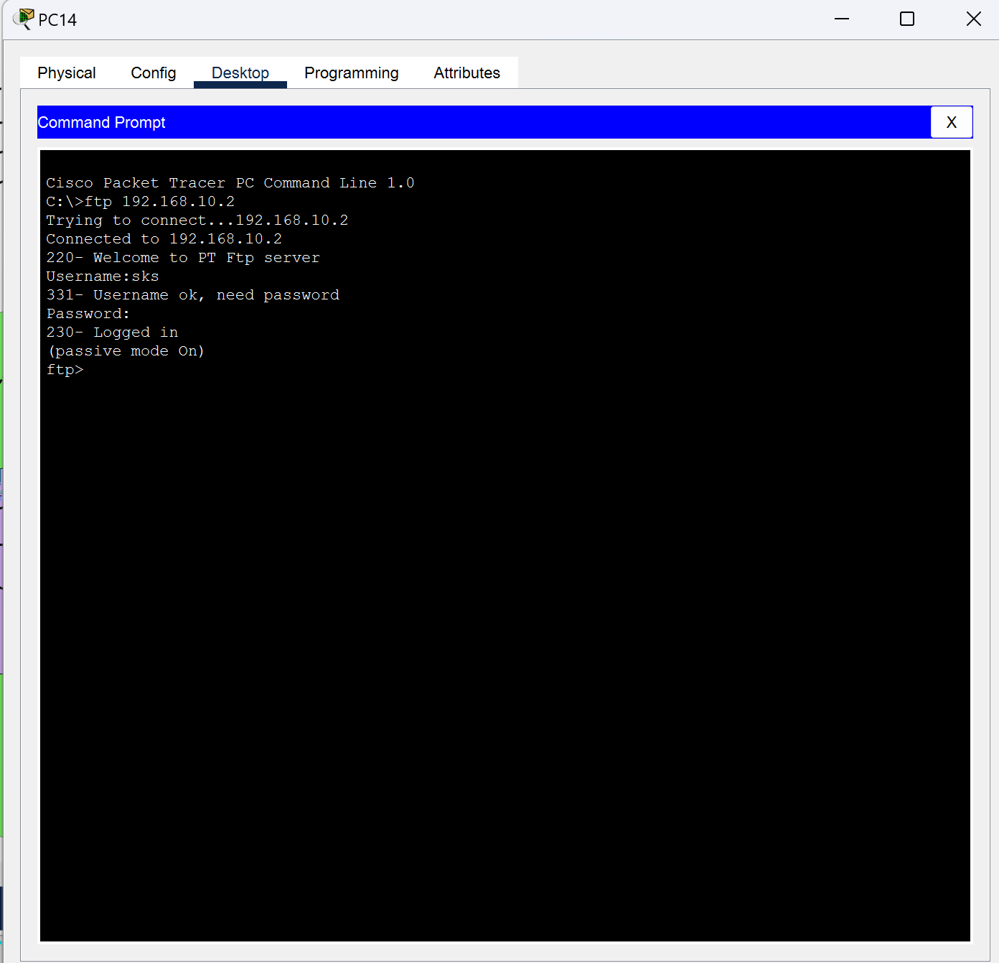 PC14
Physical Config Desktop Programming Attributes
Command Prompt X
Cisco Packet Tracer PC Command Line 1.0
C:\>ftp 192.168.10.2
Trying to connect...192.168.10.2
Connected to 192.168.10.2
220- Welcome to PT Ftp server
Username:sks
331- Username ok, need password
Password:
230- Logged in
(passive mode On)
ftp>